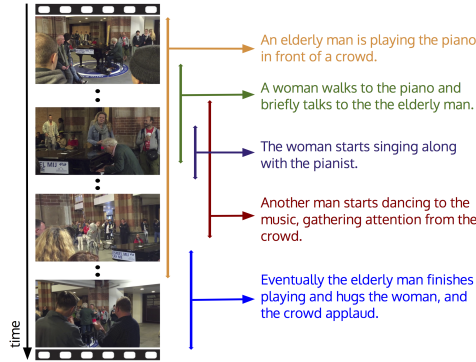 An elderly man is playing the piano
in front of a crowd.
A woman walks to the piano and
briefly talks to the the elderly man.
The woman starts singing along
with the pianist.
Another man starts dancing to the
music, gathering attention from the
crowd.
Eventually the elderly man finishes
playing and hugs the woman, and
the crowd applaud.
time